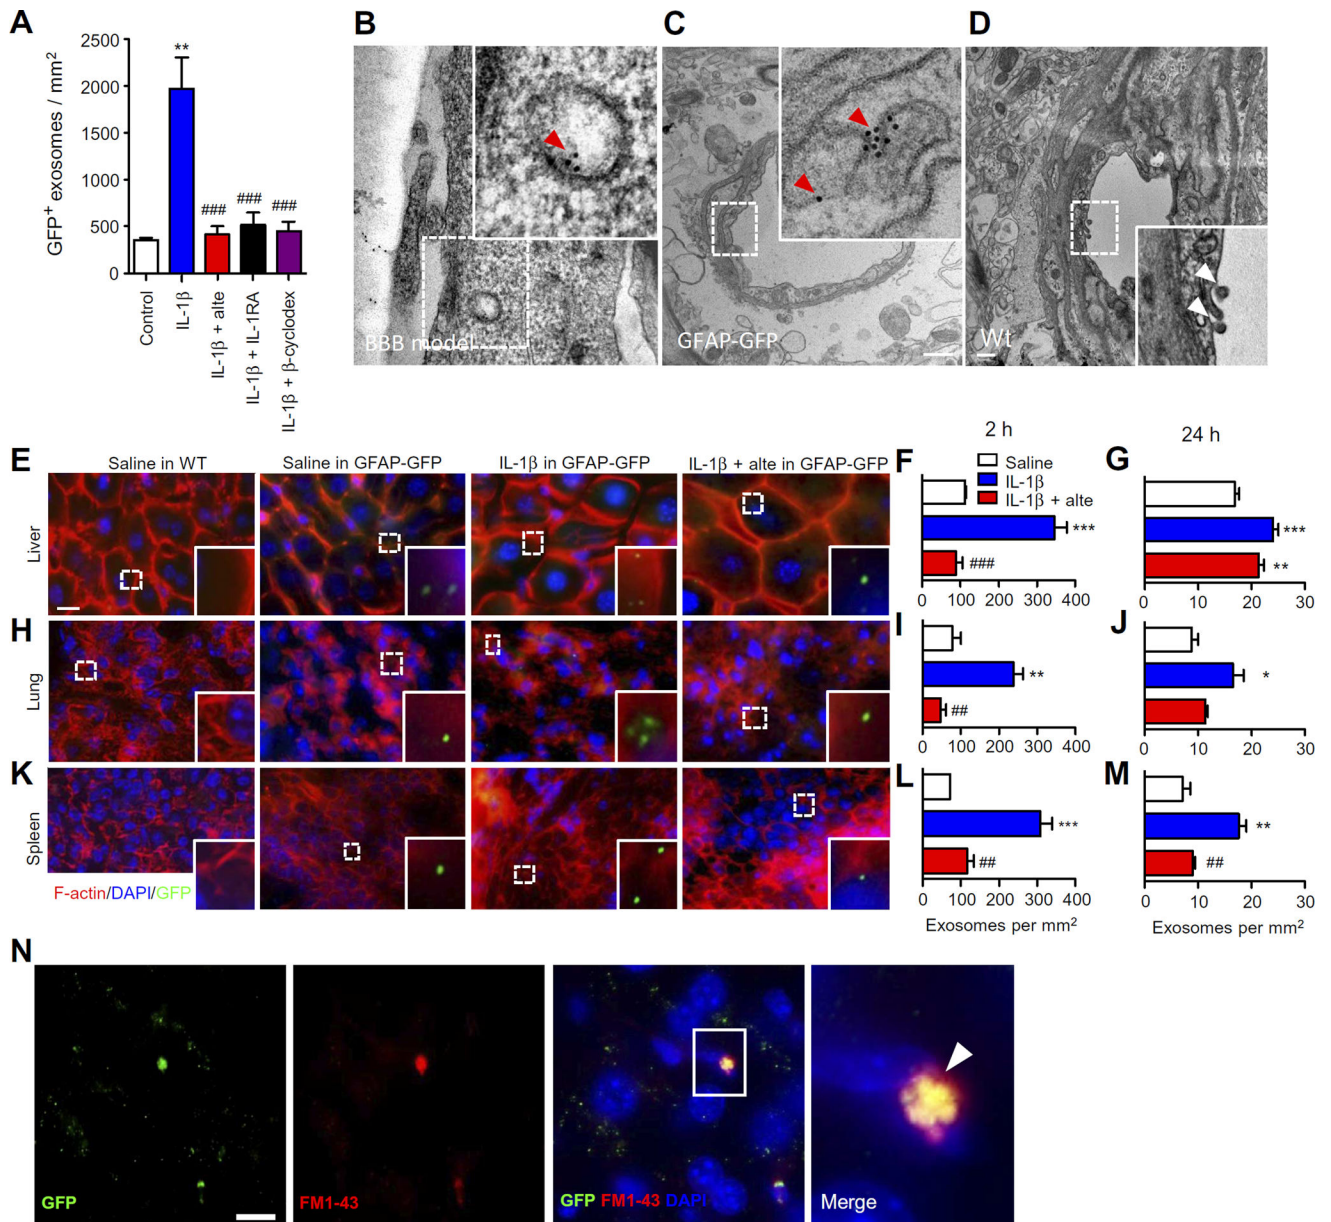 A
GFP⁺ exosomes / mm²
2500
2000
1500
1000
500
0
**
###
###
###
Control
IL-1β
IL-1β + alte
IL-1β + IL-1RA
IL-1β + β-cyclodex
B
BBB model
C
GFAP-GFP
D
Wt
E
Saline in WT
Saline in GFAP-GFP
IL-1β in GFAP-GFP
IL-1β + alte in GFAP-GFP
Liver
2 h
24 h
F
Saline
IL-1β
IL-1β + alte
***
###
0 100 200 300 400
G
***
**
0 10 20 30
H
Lung
I
**
##
0 100 200 300 400
J
*
0 10 20 30
K
Spleen
F-actin/DAPI/GFP
L
***
##
0 100 200 300 400
Exosomes per mm²
M
**
##
0 10 20 30
Exosomes per mm²
N
GFP
FM1-43
GFP FM1-43 DAPI
Merge